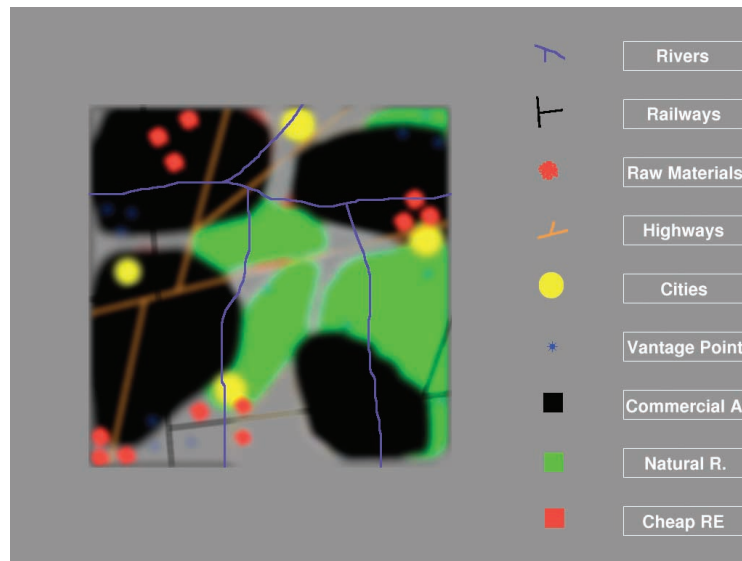 Rivers
Railways
Raw Materials
Highways
Cities
Vantage Point
Commercial A
Natural R.
Cheap RE